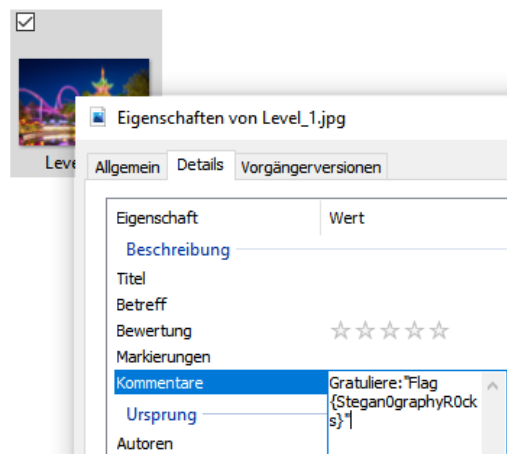 Leve
Eigenschaften von Level_1.jpg
Allgemein Details Vorgängerversionen
Eigenschaft Wert
Beschreibung
Titel
Betreff
Bewertung
Markierungen
Kommentare Gratuliere:"Flag
{Stegan0graphyR0ck
s}"
Ursprung
Autoren